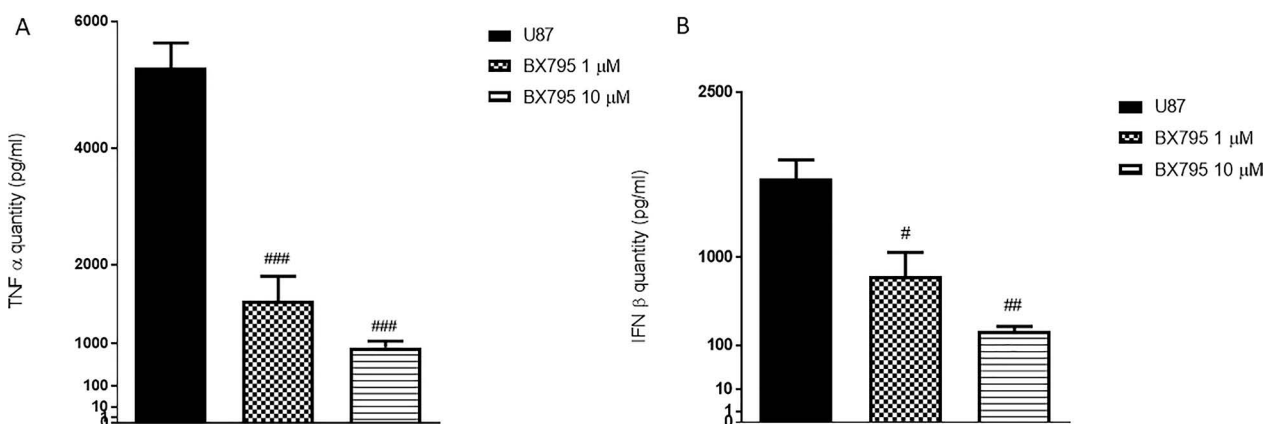 A
TNF α quantity (pg/ml)
6000
4000
2000
1000
100
10
1
0
###
###
U87
BX795 1 μM
BX795 10 μM
B
IFN β quantity (pg/ml)
2500
1000
100
10
1
0
#
##
U87
BX795 1 μM
BX795 10 μM